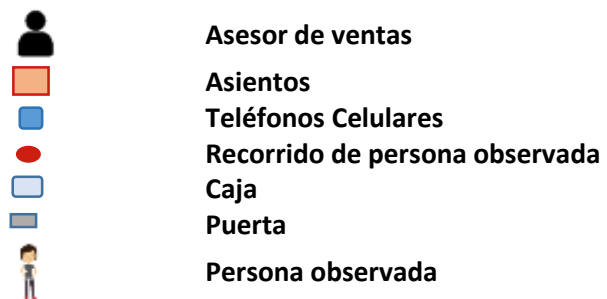 Asesor de ventas
Asientos
Teléfonos Celulares
Recorrido de persona observada
Caja
Puerta
Persona observada